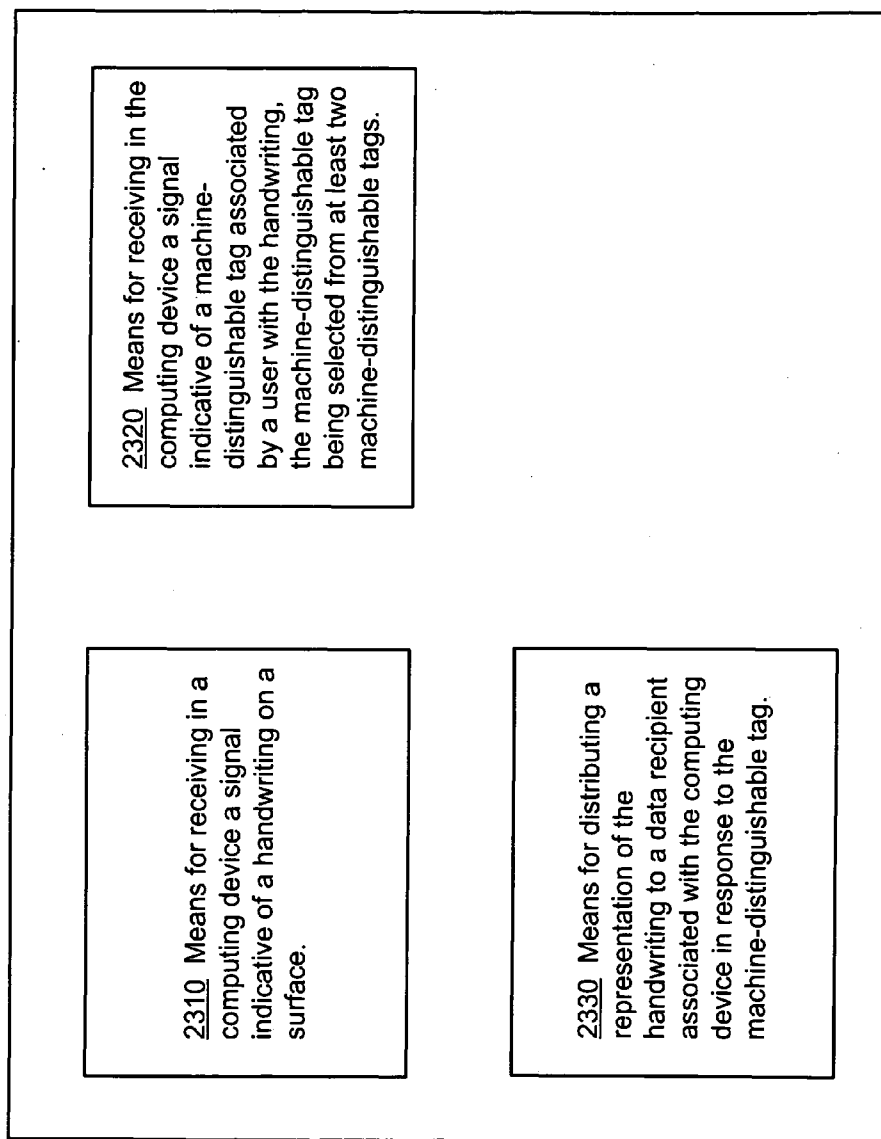 2310 Means for receiving in a
computing device a signal
indicative of a handwriting on a
surface.
2320 Means for receiving in the
computing device a signal
indicative of a machine-
distinguishable tag associated
by a user with the handwriting,
the machine-distinguishable tag
being selected from at least two
machine-distinguishable tags.
2330 Means for distributing a
representation of the
handwriting to a data recipient
associated with the computing
device in response to the
machine-distinguishable tag.